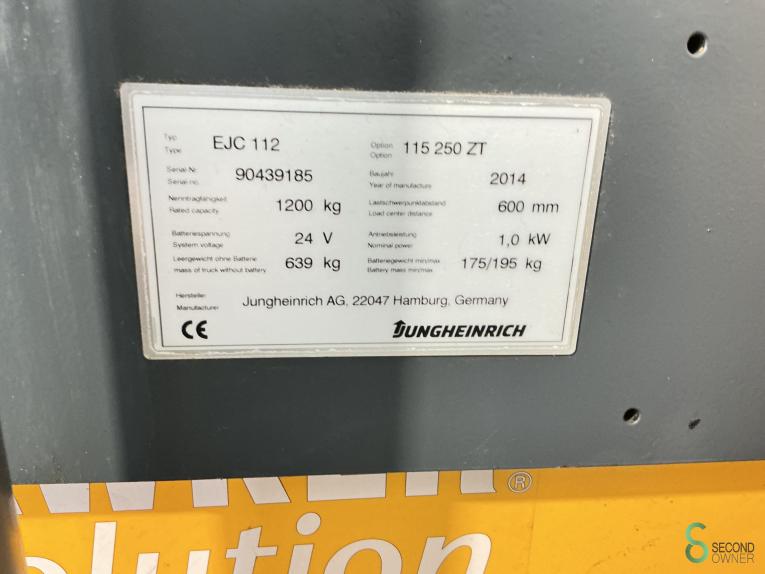 Typ
Type
EJC 112
Option
Option
115 250 ZT
Serial Nr.
Serial no.
90439185
Baujahr
Year of manufacture
2014
Nenntragfähigkeit
Rated capacity
1200 kg
Lastschwerpunktabstand
Load center distance
600 mm
Batteriespannung
System voltage
24 V
Antriebsleistung
Nominal power
1,0 kW
Leergewicht ohne Batterie
mass of truck without battery
639 kg
Batteriegewicht min/max
Battery mass min/max
175/195 kg
Hersteller
Manufacturer
Jungheinrich AG, 22047 Hamburg, Germany
CE
JUNGHEINRICH
®
olution
SECOND
OWNER